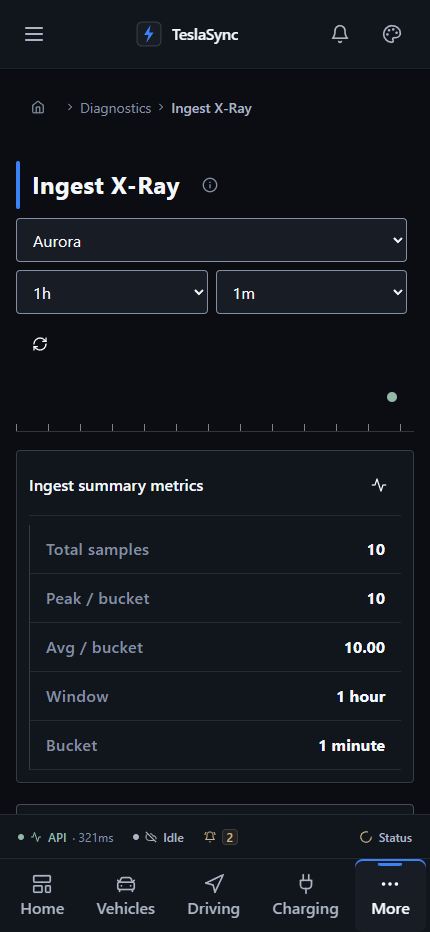 TeslaSync
Diagnostics
Ingest X-Ray
Ingest X-Ray
Aurora
1h
1m
Ingest summary metrics
Total samples 10
Peak / bucket 10
Avg / bucket 10.00
Window 1 hour
Bucket 1 minute
API · 321ms Idle 2 Status
Home Vehicles Driving Charging More